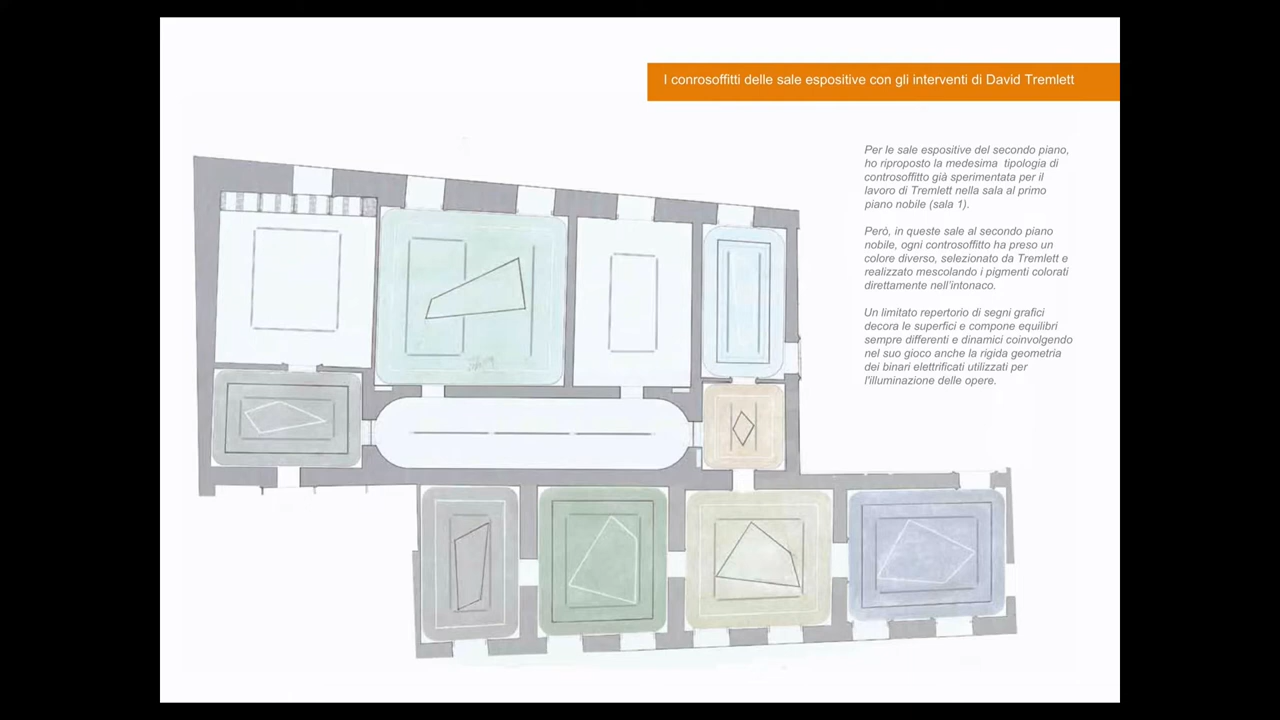 I conrosoffitti delle sale espositive con gli interventi di David Tremlett
Per le sale espositive del secondo piano,
ho riproposto la medesima tipologia di
controsoffitto già sperimentata per il
lavoro di Tremlett nella sala al primo
piano nobile (sala 1).
Però, in queste sale al secondo piano
nobile, ogni controsoffitto ha preso un
colore diverso, selezionato da Tremlett e
realizzato mescolando i pigmenti colorati
direttamente nell'intonaco.
Un limitato repertorio di segni grafici
decora le superfici e compone equilibri
sempre differenti e dinamici coinvolgendo
nel suo gioco anche la rigida geometria
dei binari elettrificati utilizzati per
l'illuminazione delle opere.